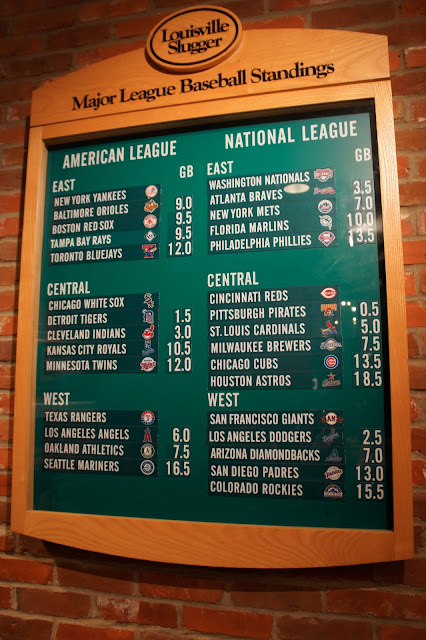 Louisville
Slugger
Major League Baseball Standings
AMERICAN LEAGUE
GB
EAST
NEW YORK YANKEES
BALTIMORE ORIOLES 9.0
BOSTON RED SOX 9.5
TAMPA BAY RAYS 9.5
TORONTO BLUEJAYS 12.0
CENTRAL
CHICAGO WHITE SOX
DETROIT TIGERS 1.5
CLEVELAND INDIANS 3.0
KANSAS CITY ROYALS 10.5
MINNESOTA TWINS 12.0
WEST
TEXAS RANGERS
LOS ANGELES ANGELS 6.0
OAKLAND ATHLETICS 7.5
SEATTLE MARINERS 16.5
NATIONAL LEAGUE
GB
EAST
WASHINGTON NATIONALS
ATLANTA BRAVES 3.5
NEW YORK METS 7.0
FLORIDA MARLINS 10.0
PHILADELPHIA PHILLIES 13.5
CENTRAL
CINCINNATI REDS
PITTSBURGH PIRATES 0.5
ST. LOUIS CARDINALS 5.0
MILWAUKEE BREWERS 7.5
CHICAGO CUBS 13.5
HOUSTON ASTROS 18.5
WEST
SAN FRANCISCO GIANTS
LOS ANGELES DODGERS 2.5
ARIZONA DIAMONDBACKS 7.0
SAN DIEGO PADRES 13.0
COLORADO ROCKIES 15.5